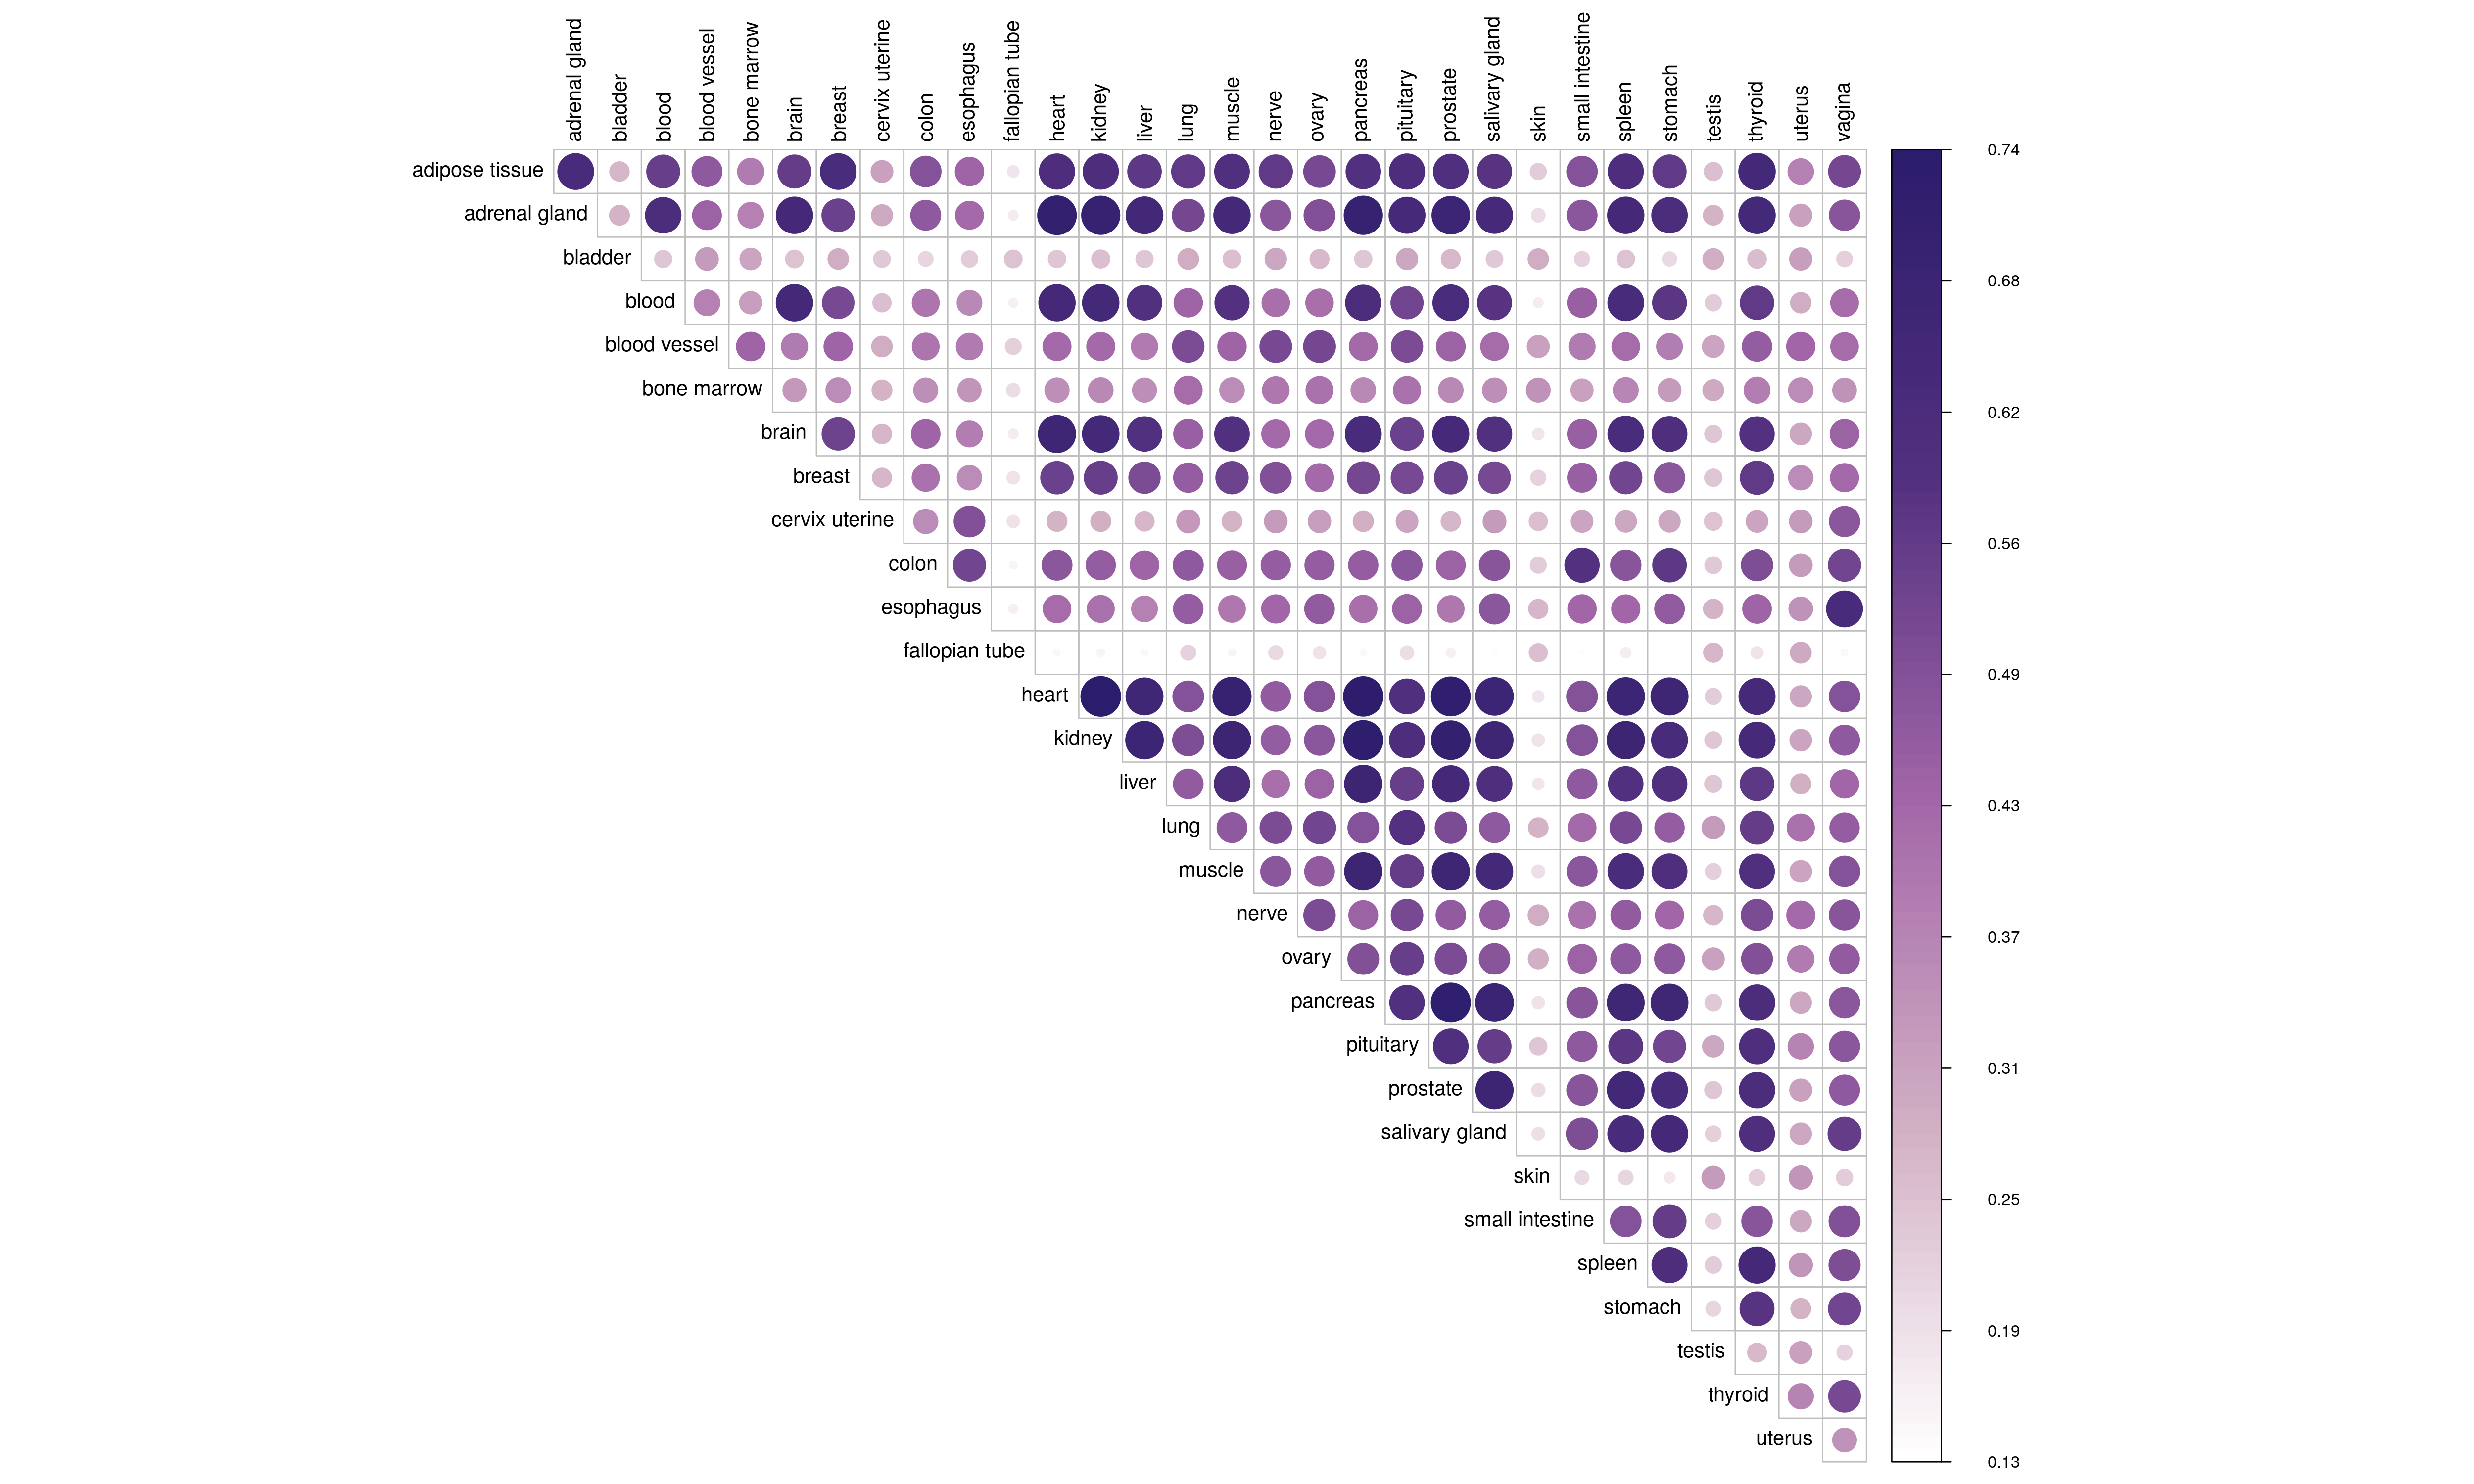 adrenal gland
bladder
blood
blood vessel
bone marrow
brain
breast
cervix uterine
colon
esophagus
fallopian tube
heart
kidney
liver
lung
muscle
nerve
ovary
pancreas
pituitary
prostate
salivary gland
skin
small intestine
spleen
stomach
testis
thyroid
uterus
vagina
adipose tissue
adrenal gland
bladder
blood
blood vessel
bone marrow
brain
breast
cervix uterine
colon
esophagus
fallopian tube
heart
kidney
liver
lung
muscle
nerve
ovary
pancreas
pituitary
prostate
salivary gland
skin
small intestine
spleen
stomach
testis
thyroid
uterus
0.74
0.68
0.62
0.56
0.49
0.43
0.37
0.31
0.25
0.19
0.13